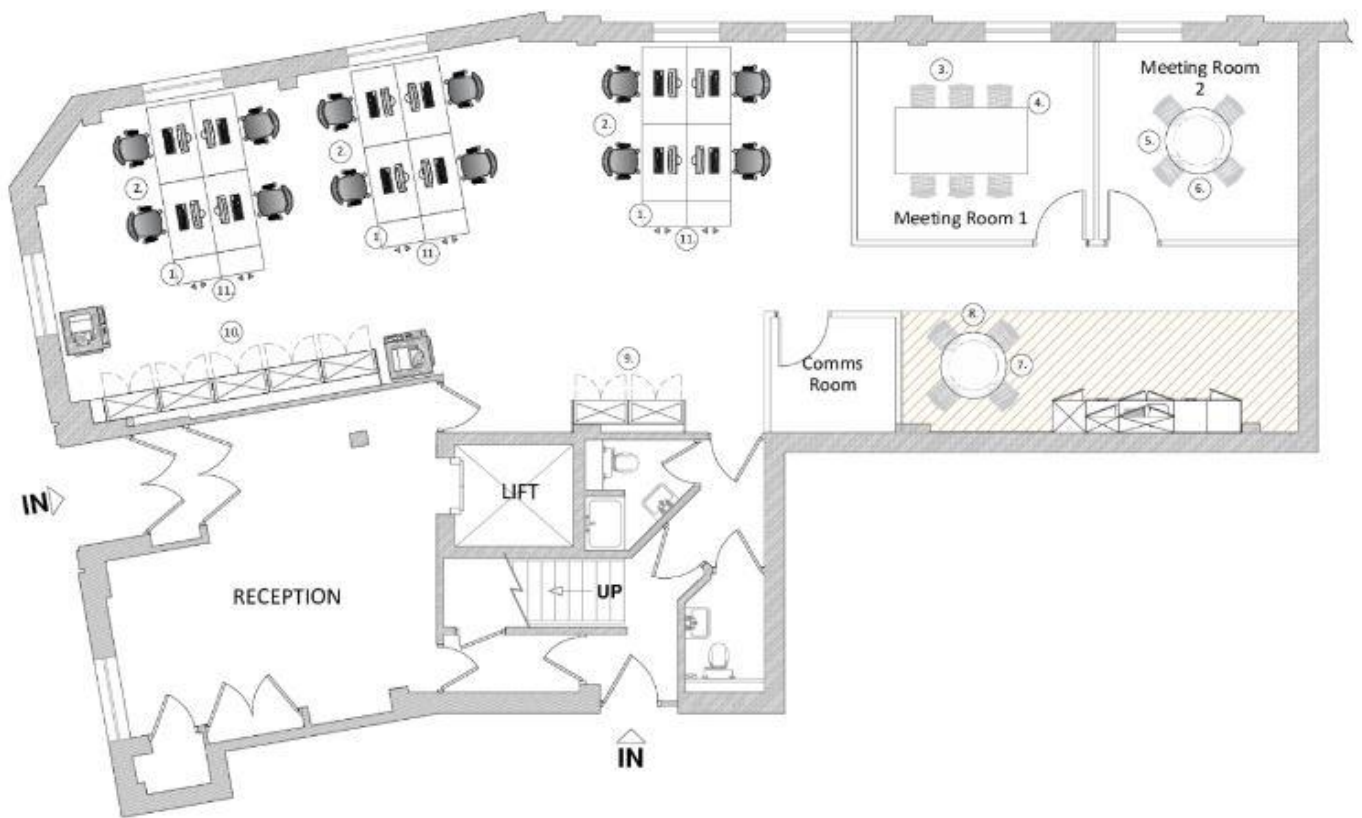 3.
Meeting Room
2
2.
4.
2.
2.
5.
2.
6.
1.
Meeting Room 1
1.
11.
1.
11.
11.
10.
8.
9.
Comms
Room
7.
LIFT
IN
RECEPTION
UP
IN